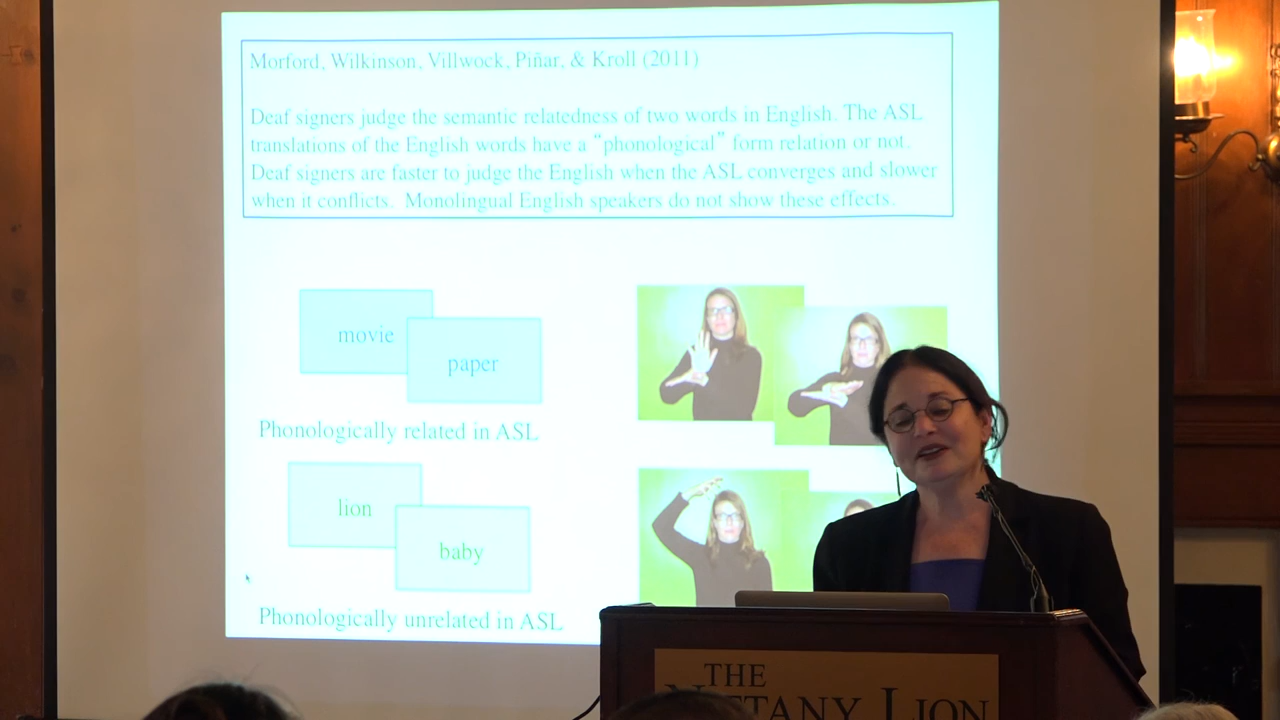 Morford, Wilkinson, Villwock, Piñar, & Kroll (2011)
Deaf signers judge the semantic relatedness of two words in English. The ASL
translations of the English words have a “phonological” form relation or not.
Deaf signers are faster to judge the English when the ASL converges and slower
when it conflicts. Monolingual English speakers do not show these effects.
movie
paper
Phonologically related in ASL
lion
baby
Phonologically unrelated in ASL
THE
LION